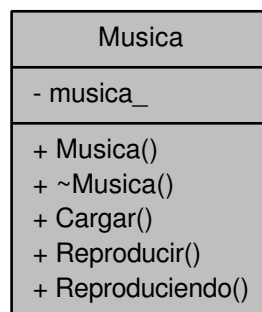 Musica
- musica_
+ Musica()
+ ~Musica()
+ Cargar()
+ Reproducir()
+ Reproduciendo()